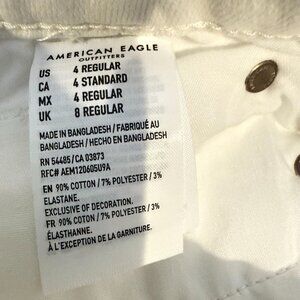 AMERICAN EAGLE
OUTFITTERS
US 4 REGULAR
CA 4 STANDARD
MX 4 REGULAR
UK 8 REGULAR
MADE IN BANGLADESH / FABRIQUÉ AU
BANGLADESH / HECHO EN BANGLADESH
RN 54485/CA 03873
RFC# AEM120605U9A
EN 90% COTTON / 7% POLYESTER / 3%
ELASTANE.
EXCLUSIVE OF DECORATION.
FR 90% COTON / 7% POLYESTER / 3%
ÉLASTHANNE.
À L'EXCEPTION DE LA GARNITURE.